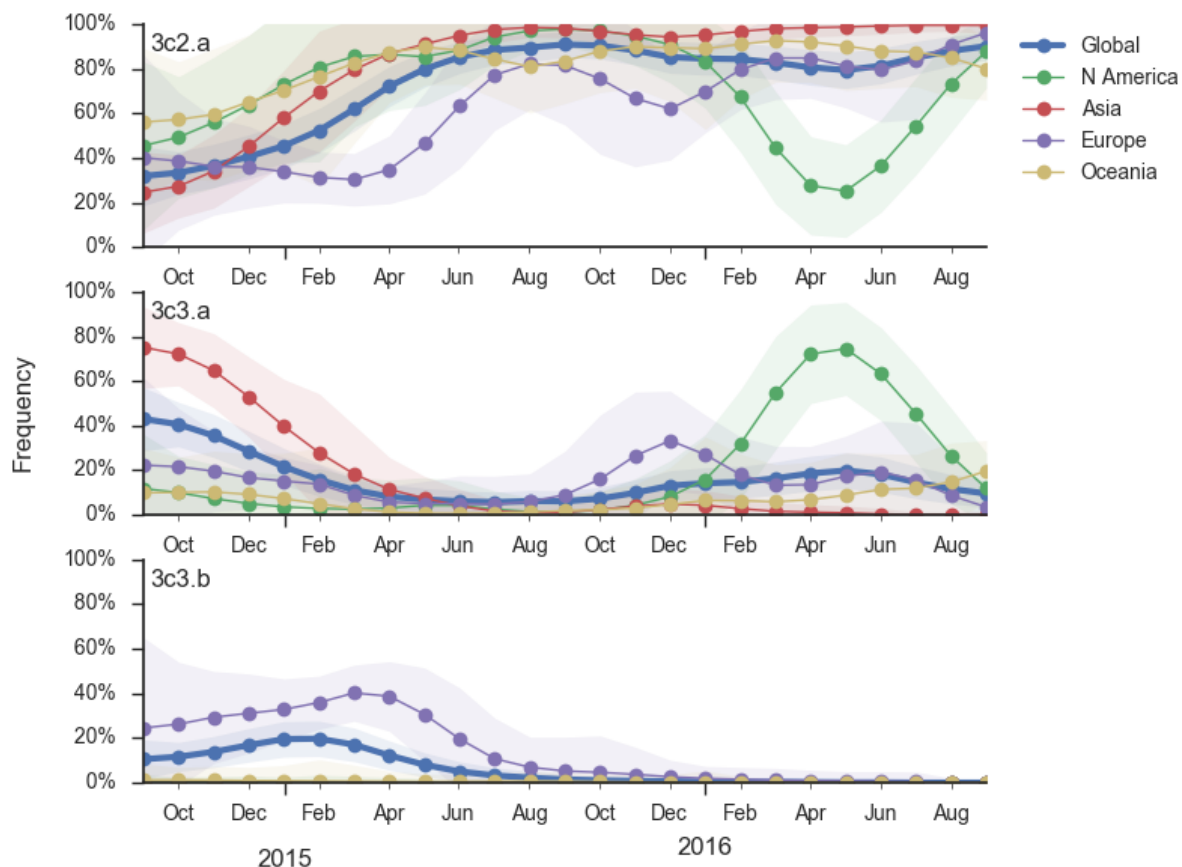 3c2.a
100%
80%
60%
40%
20%
0%
Oct Dec Feb Apr Jun Aug Oct Dec Feb Apr Jun Aug
Global
N America
Asia
Europe
Oceania
Frequency
3c3.a
100%
80%
60%
40%
20%
0%
Oct Dec Feb Apr Jun Aug Oct Dec Feb Apr Jun Aug
3c3.b
100%
80%
60%
40%
20%
0%
Oct Dec Feb Apr Jun Aug Oct Dec Feb Apr Jun Aug
2015 2016